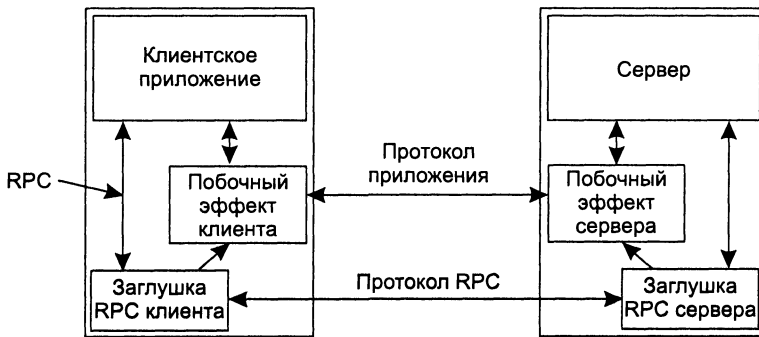 Клиентское
приложение
Сервер
RPC
Протокол
приложения
Побочный
эффект
клиента
Побочный
эффект
сервера
Заглушка
RPC клиента
Протокол RPC
Заглушка
RPC сервера